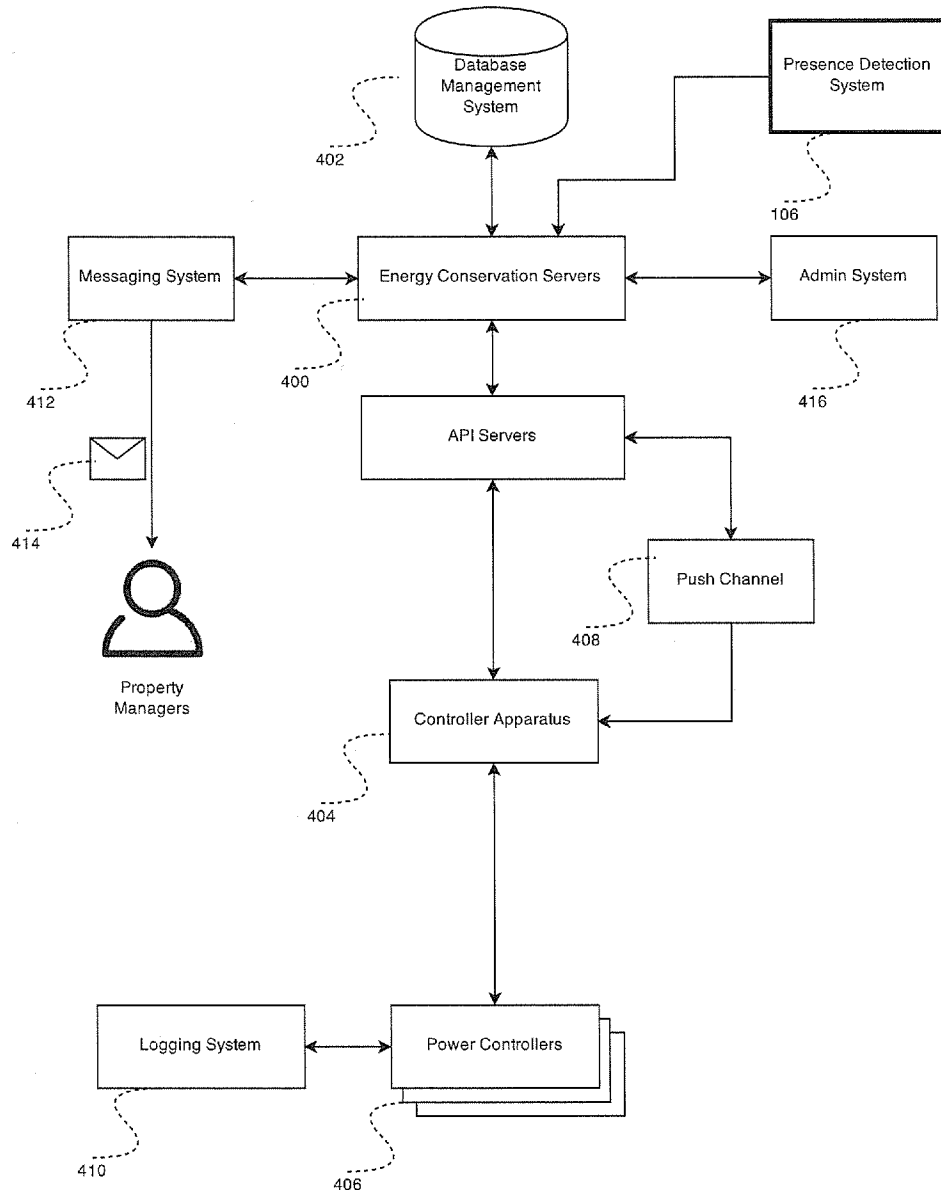 Database
Management
System
Presence Detection
System
402
106
Messaging System
Energy Conservation Servers
Admin System
412
400
416
API Servers
414
Push Channel
408
Property
Managers
Controller Apparatus
404
Logging System
Power Controllers
410
406